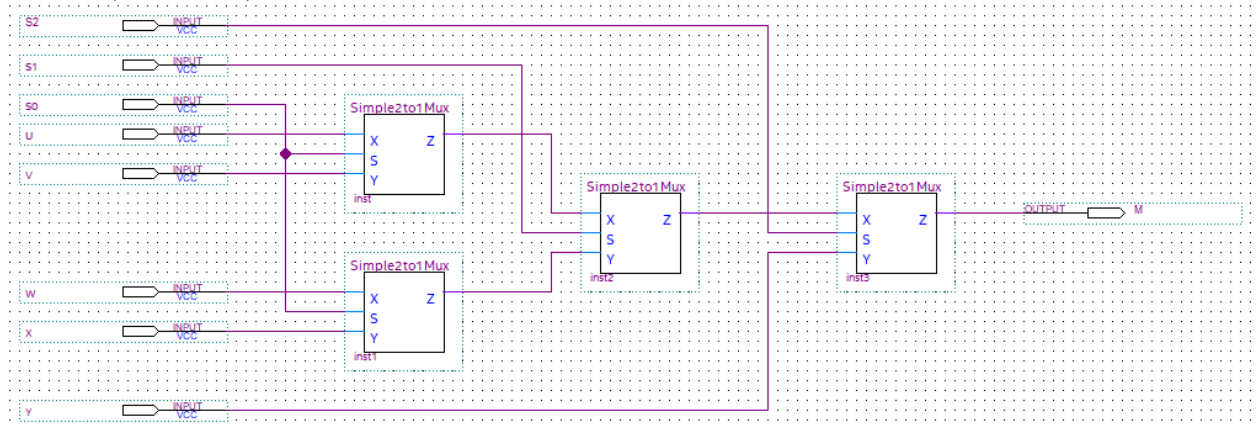 S2 INPUT
VCC
S1 INPUT
VCC
S0 INPUT
VCC
U INPUT
VCC
V INPUT
VCC
Simple2to1Mux
X Z
S
Y
inst
Simple2to1Mux
X Z
S
Y
inst2
Simple2to1Mux
X Z
S
Y
inst3
OUTPUT M
W INPUT
VCC
X INPUT
VCC
Simple2to1Mux
X Z
S
Y
inst1
Y INPUT
VCC